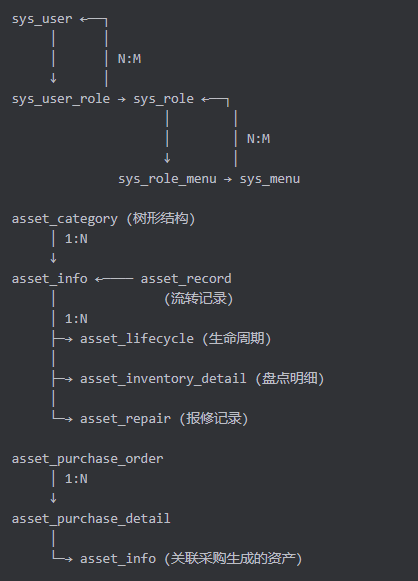 sys_user
N:M
sys_user_role → sys_role
N:M
sys_role_menu → sys_menu
asset_category (树形结构)
1:N
asset_info ←── asset_record
(流转记录)
1:N
asset_lifecycle (生命周期)
asset_inventory_detail (盘点明细)
asset_repair (报修记录)
asset_purchase_order
1:N
asset_purchase_detail
asset_info (关联采购生成的资产)